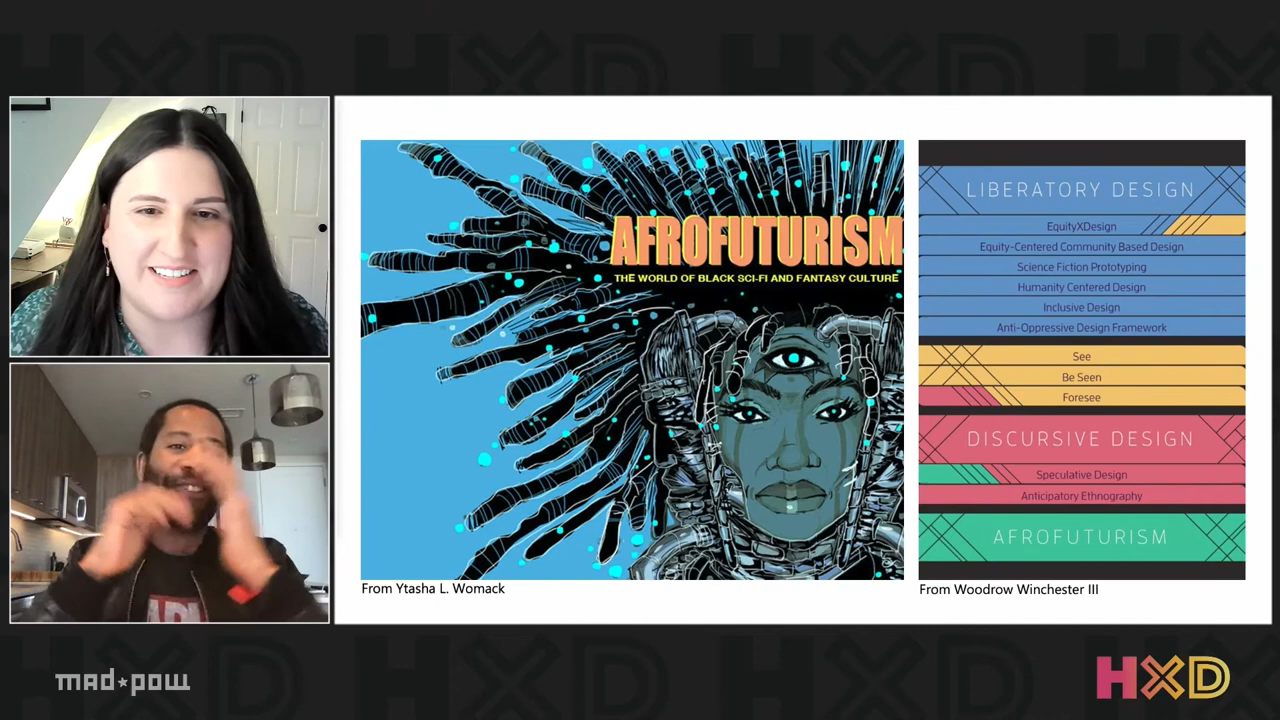 AFROFUTURISM
THE WORLD OF BLACK SCI-FI AND FANTASY CULTURE
From Ytasha L. Womack
LIBERATORY DESIGN
EquityXDesign
Equity-Centered Community Based Design
Science Fiction Prototyping
Humanity Centered Design
Inclusive Design
Anti-Oppressive Design Framework
See
Be Seen
Foresee
DISCURSIVE DESIGN
Speculative Design
Anticipatory Ethnography
AFROFUTURISM
From Woodrow Winchester III
mad*pow
HXD